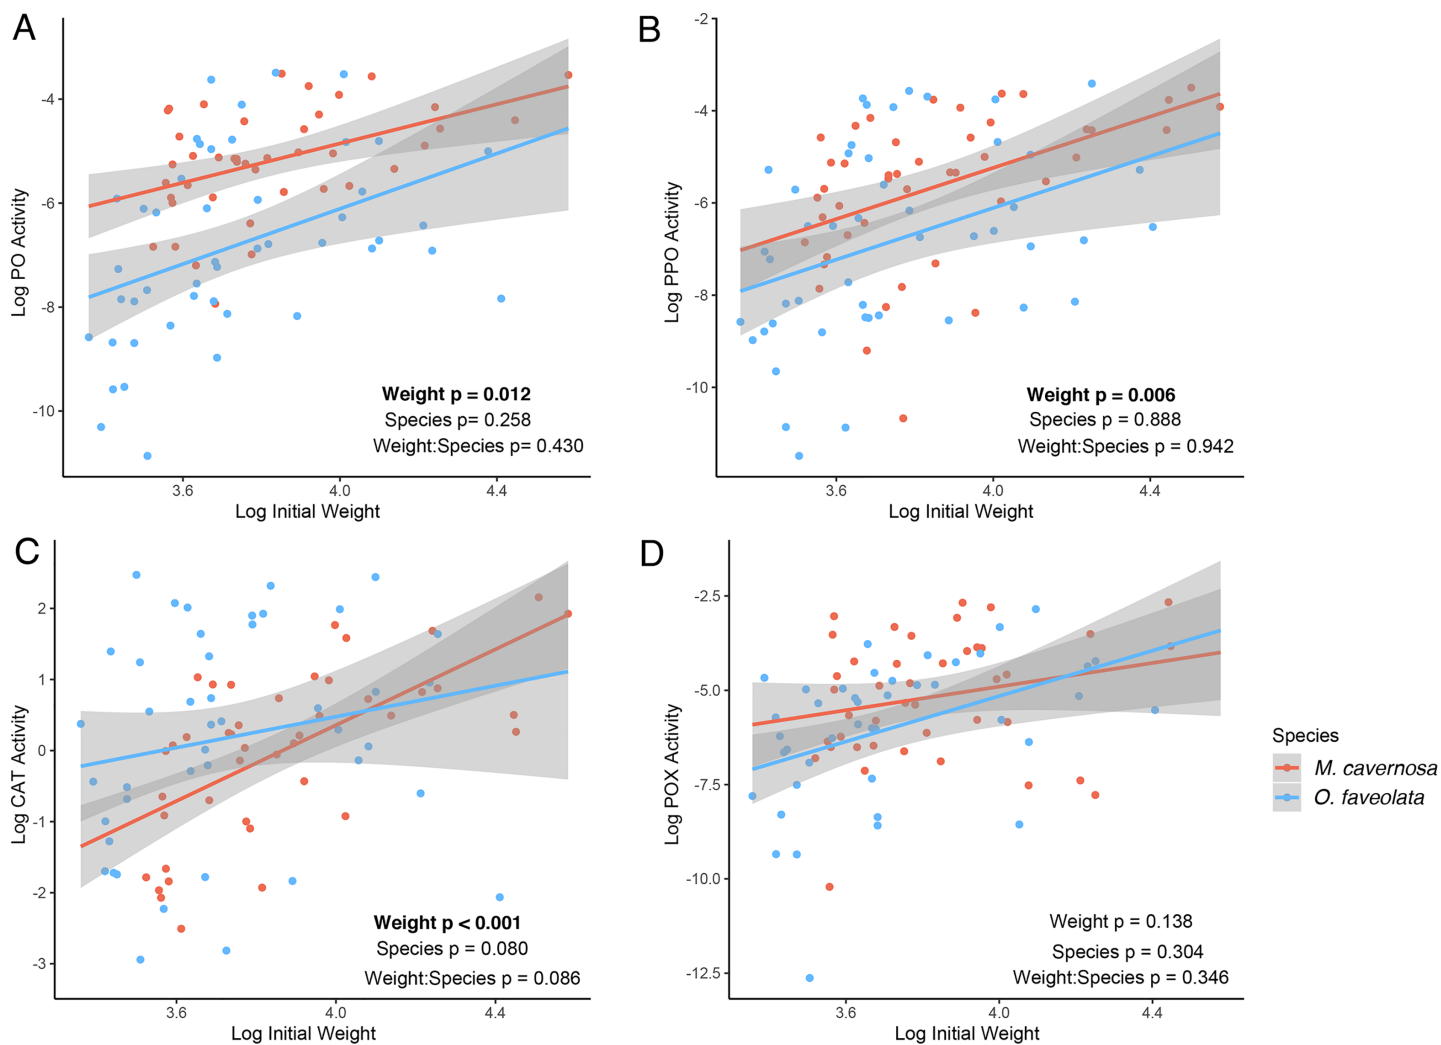 A
Log PO Activity
-4
-6
-8
-10
Weight p = 0.012
Species p= 0.258
Weight:Species p= 0.430
3.6
4.0
4.4
Log Initial Weight
B
Log PPO Activity
-2
-4
-6
-8
-10
Weight p = 0.006
Species p = 0.888
Weight:Species p = 0.942
3.6
4.0
4.4
Log Initial Weight
C
Log CAT Activity
2
1
0
-1
-2
-3
Weight p < 0.001
Species p = 0.080
Weight:Species p = 0.086
3.6
4.0
4.4
Log Initial Weight
D
Log POX Activity
-2.5
-5.0
-7.5
-10.0
-12.5
Weight p = 0.138
Species p = 0.304
Weight:Species p = 0.346
3.6
4.0
4.4
Log Initial Weight
Species
M. cavernosa
O. faveolata